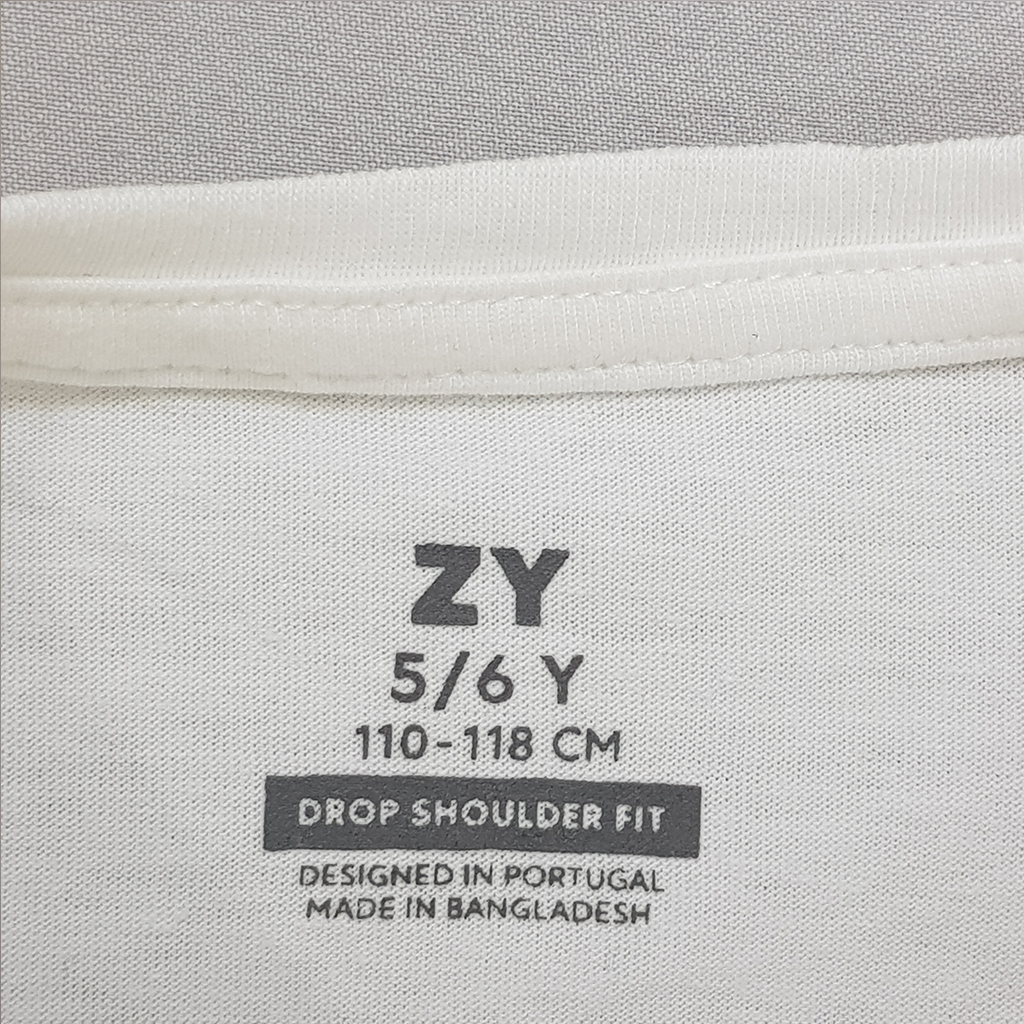 ZY
5/6 Y
110-118 CM
DROP SHOULDER FIT
DESIGNED IN PORTUGAL
MADE IN BANGLADESH